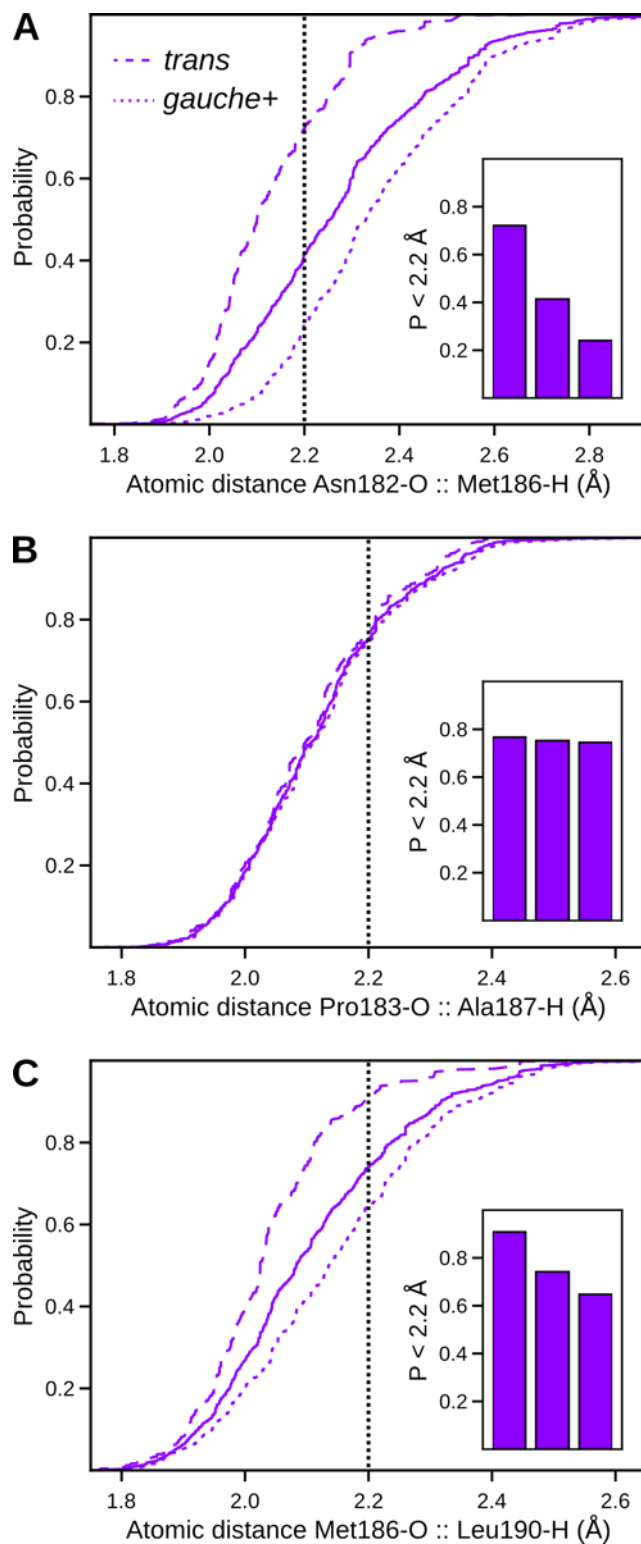 A
trans
gauche+
Probability
0.8
0.6
0.4
0.2
1.8
2.0
2.2
2.4
2.6
2.8
Atomic distance Asn182-O :: Met186-H (Å)
P < 2.2 Å
0.8
0.4
0.2
B
Probability
0.8
0.6
0.4
0.2
1.8
2.0
2.2
2.4
2.6
Atomic distance Pro183-O :: Ala187-H (Å)
P < 2.2 Å
0.8
0.6
0.4
0.2
C
Probability
0.8
0.6
0.4
0.2
1.8
2.0
2.2
2.4
2.6
Atomic distance Met186-O :: Leu190-H (Å)
P < 2.2 Å
0.8
0.6
0.4
0.2